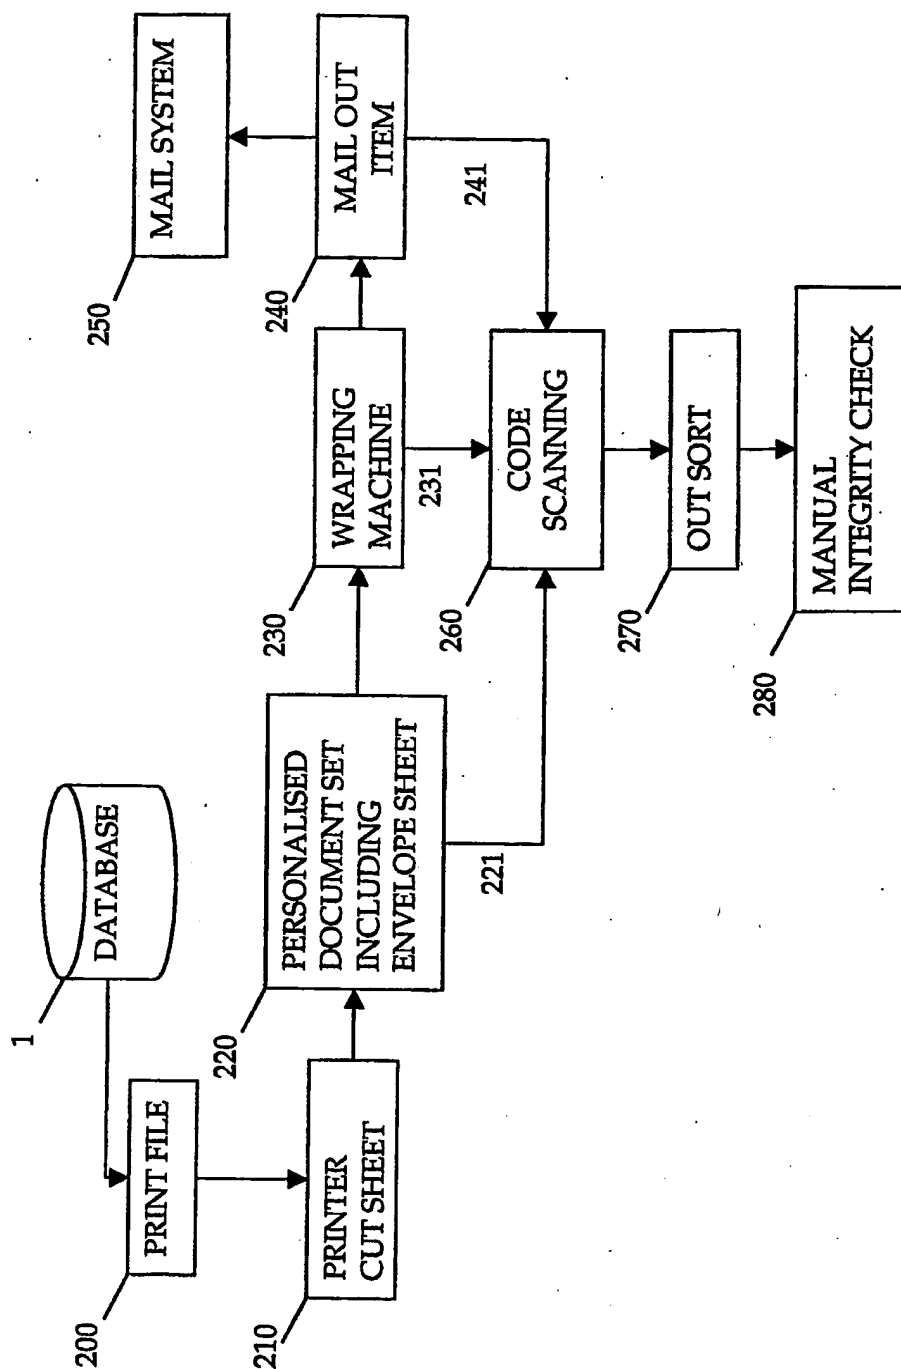 1
DATABASE
200
PRINT FILE
210
PRINTER
CUT SHEET
220
PERSONALISED
DOCUMENT SET
INCLUDING
ENVELOPE SHEET
221
230
WRAPPING
MACHINE
231
240
MAIL OUT
ITEM
241
250
MAIL SYSTEM
260
CODE
SCANNING
270
OUT SORT
280
MANUAL
INTEGRITY CHECK